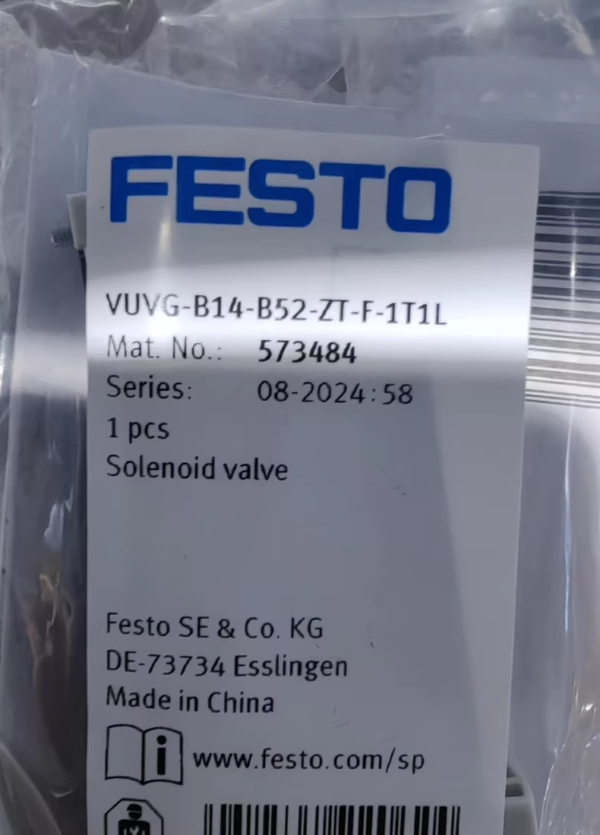 FESTO
VUVG-B14-B52-ZT-F-1T1L
Mat. No.: 573484
Series: 08-2024:58
1 pcs
Solenoid valve
Festo SE & Co. KG
DE-73734 Esslingen
Made in China
i www.festo.com/sp